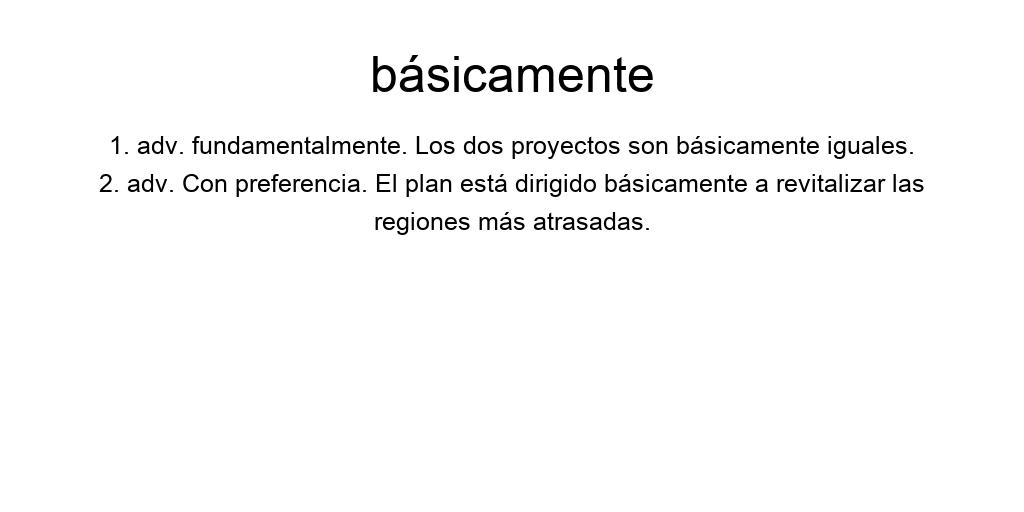 básicamente
1. adv. fundamentalmente. Los dos proyectos son básicamente iguales.
2. adv. Con preferencia. El plan está dirigido básicamente a revitalizar las
regiones más atrasadas.